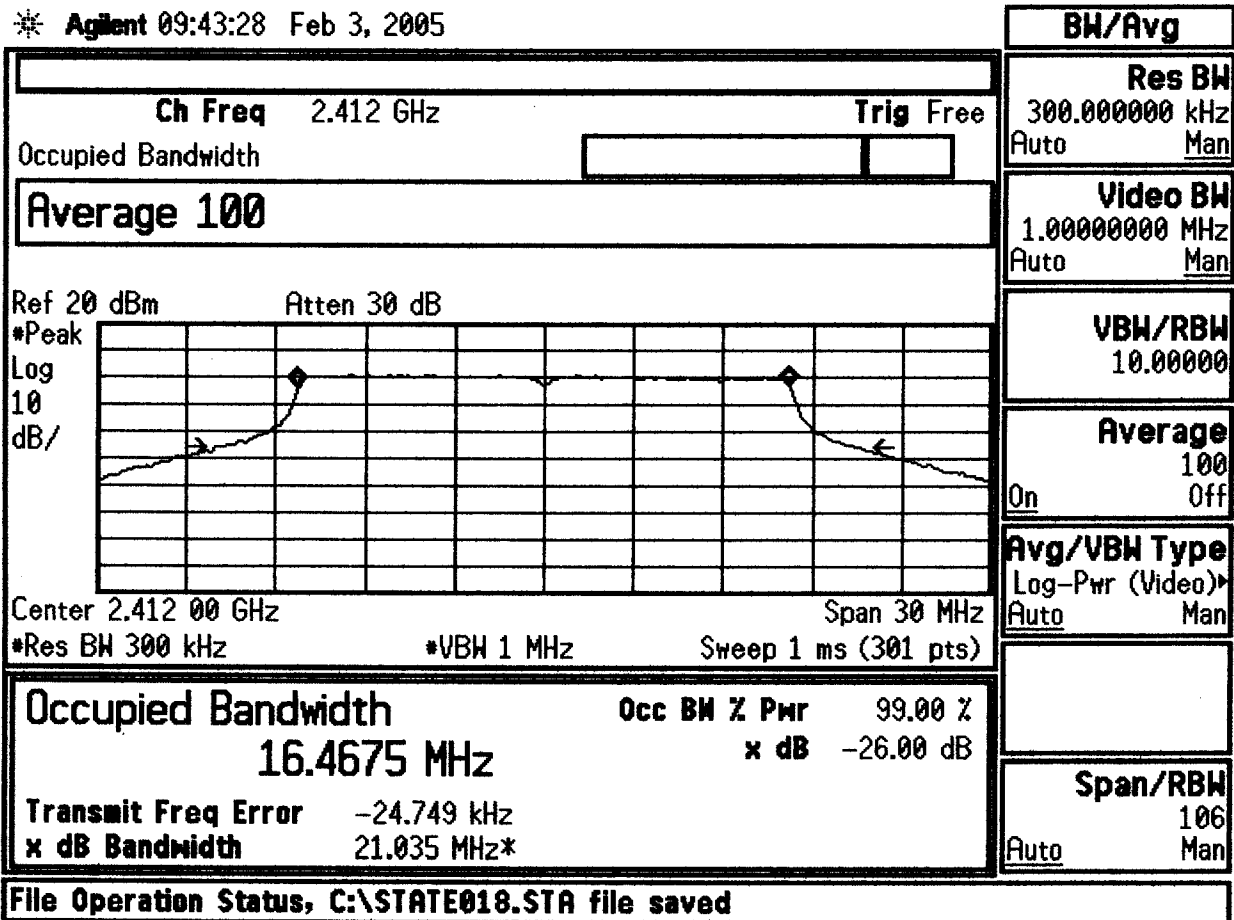 Agilent 09:43:28 Feb 3, 2005
BW/Avg
Ch Freq 2.412 GHz Trig Free
Occupied Bandwidth
Average 100
Ref 20 dBm Atten 30 dB
*Peak
Log
10
dB/
Center 2.412 00 GHz Span 30 MHz
*Res BW 300 kHz *VBW 1 MHz Sweep 1 ms (301 pts)
Occupied Bandwidth
16.4675 MHz
Occ BW % Pwr 99.00 %
x dB -26.00 dB
Transmit Freq Error -24.749 kHz
x dB Bandwidth 21.035 MHz*
Res BW
300.000000 kHz
Auto Man
Video BW
1.00000000 MHz
Auto Man
VBW/RBW
10.00000
Average
100
On Off
Avg/VBW Type
Log-Pwr (Video)
Auto Man
Span/RBW
106
Auto Man
File Operation Status, C:\STATE018.STA file saved